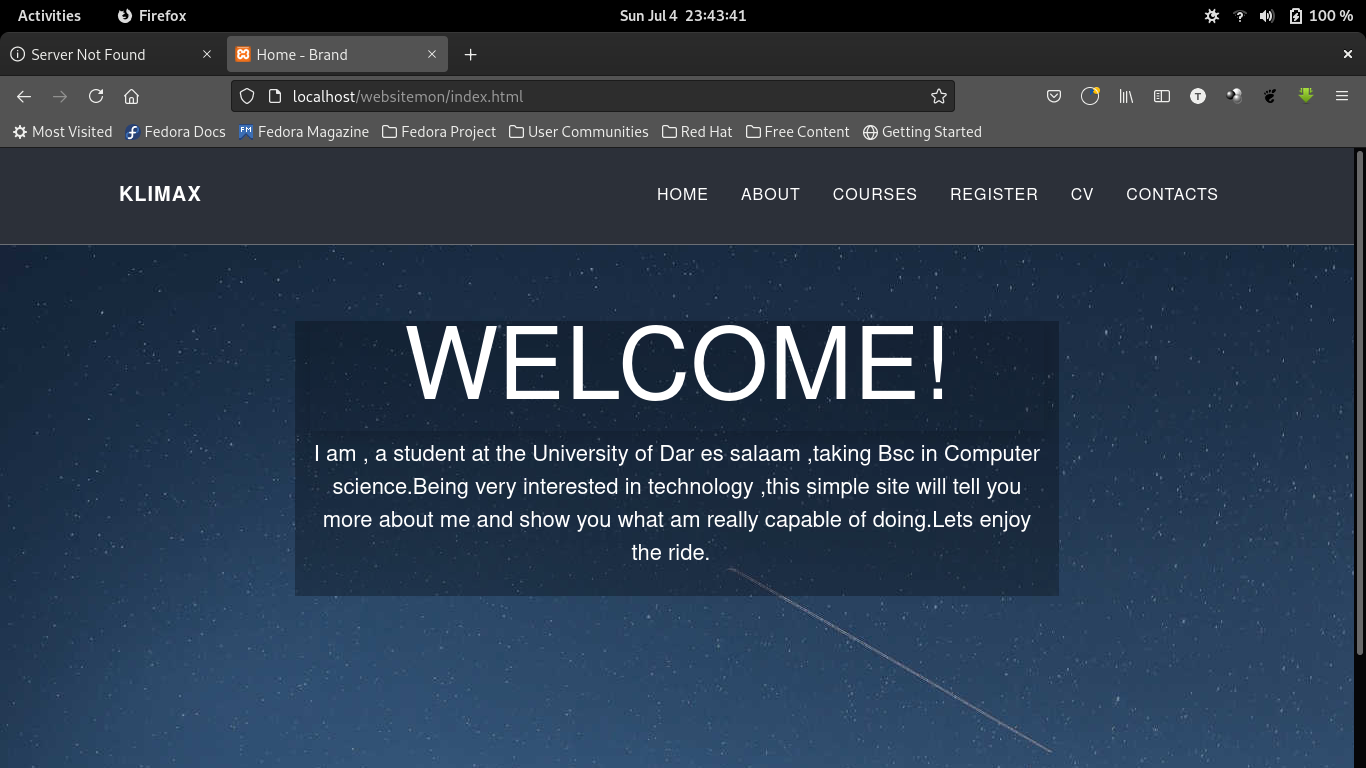 Activities Firefox Sun Jul 4 23:43:41 100 %
Server Not Found Home - Brand
localhost/websitemon/index.html
Most Visited Fedora Docs Fedora Magazine Fedora Project User Communities Red Hat Free Content Getting Started
KLIMAX HOME ABOUT COURSES REGISTER CV CONTACTS
WELCOME!
I am , a student at the University of Dar es salaam ,taking Bsc in Computer
science.Being very interested in technology ,this simple site will tell you
more about me and show you what am really capable of doing.Lets enjoy
the ride.